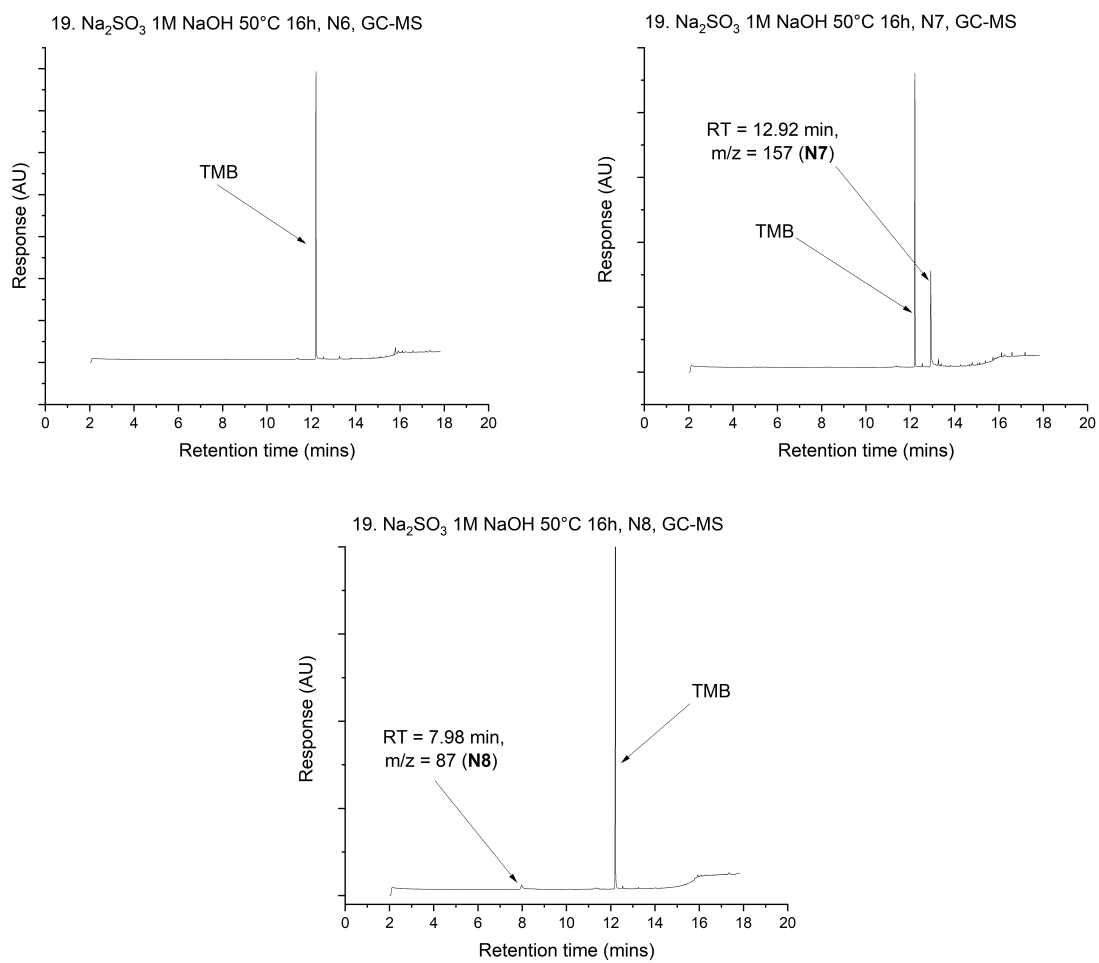 19. Na₂SO₃ 1M NaOH 50°C 16h, N6, GC-MS
TMB
Response (AU)
0 2 4 6 8 10 12 14 16 18 20
Retention time (mins)
19. Na₂SO₃ 1M NaOH 50°C 16h, N7, GC-MS
RT = 12.92 min,
m/z = 157 (N7)
TMB
Response (AU)
0 2 4 6 8 10 12 14 16 18 20
Retention time (mins)
19. Na₂SO₃ 1M NaOH 50°C 16h, N8, GC-MS
TMB
RT = 7.98 min,
m/z = 87 (N8)
Response (AU)
0 2 4 6 8 10 12 14 16 18 20
Retention time (mins)